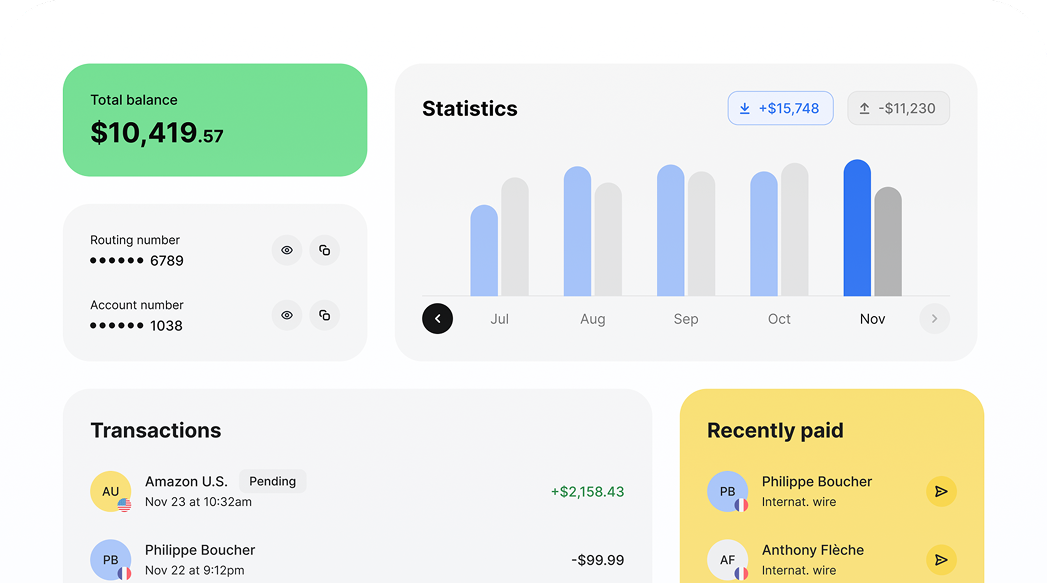 Total balance
$10,419.57
Routing number
•••••• 6789
Account number
•••••• 1038
Statistics
+$15,748
-$11,230
Jul Aug Sep Oct Nov
Transactions
AU
Amazon U.S. Pending
Nov 23 at 10:32am
+$2,158.43
PB
Philippe Boucher
Nov 22 at 9:12pm
-$99.99
Recently paid
PB
Philippe Boucher
Internat. wire
AF
Anthony Flèche
Internat. wire